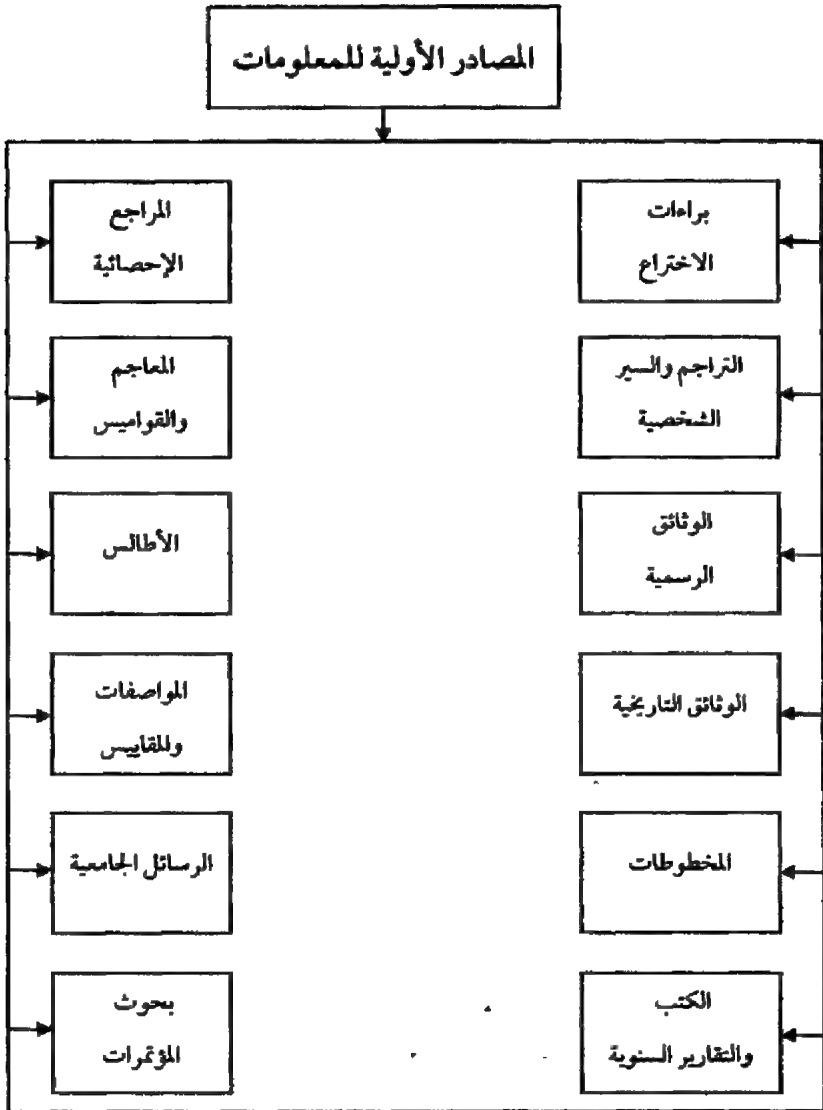 المصادر الأولية للمعلومات
براءات
الاختراع
التراجم والسير
الشخصية
الوثائق
الرسمية
الوثائق التاريخية
المخطوطات
الكتب
والتقارير السنوية
المراجع
الإحصائية
المعاجم
والقواميس
الأطالس
المواصفات
والمقاييس
الرسائل الجامعية
بحوث
المؤتمرات